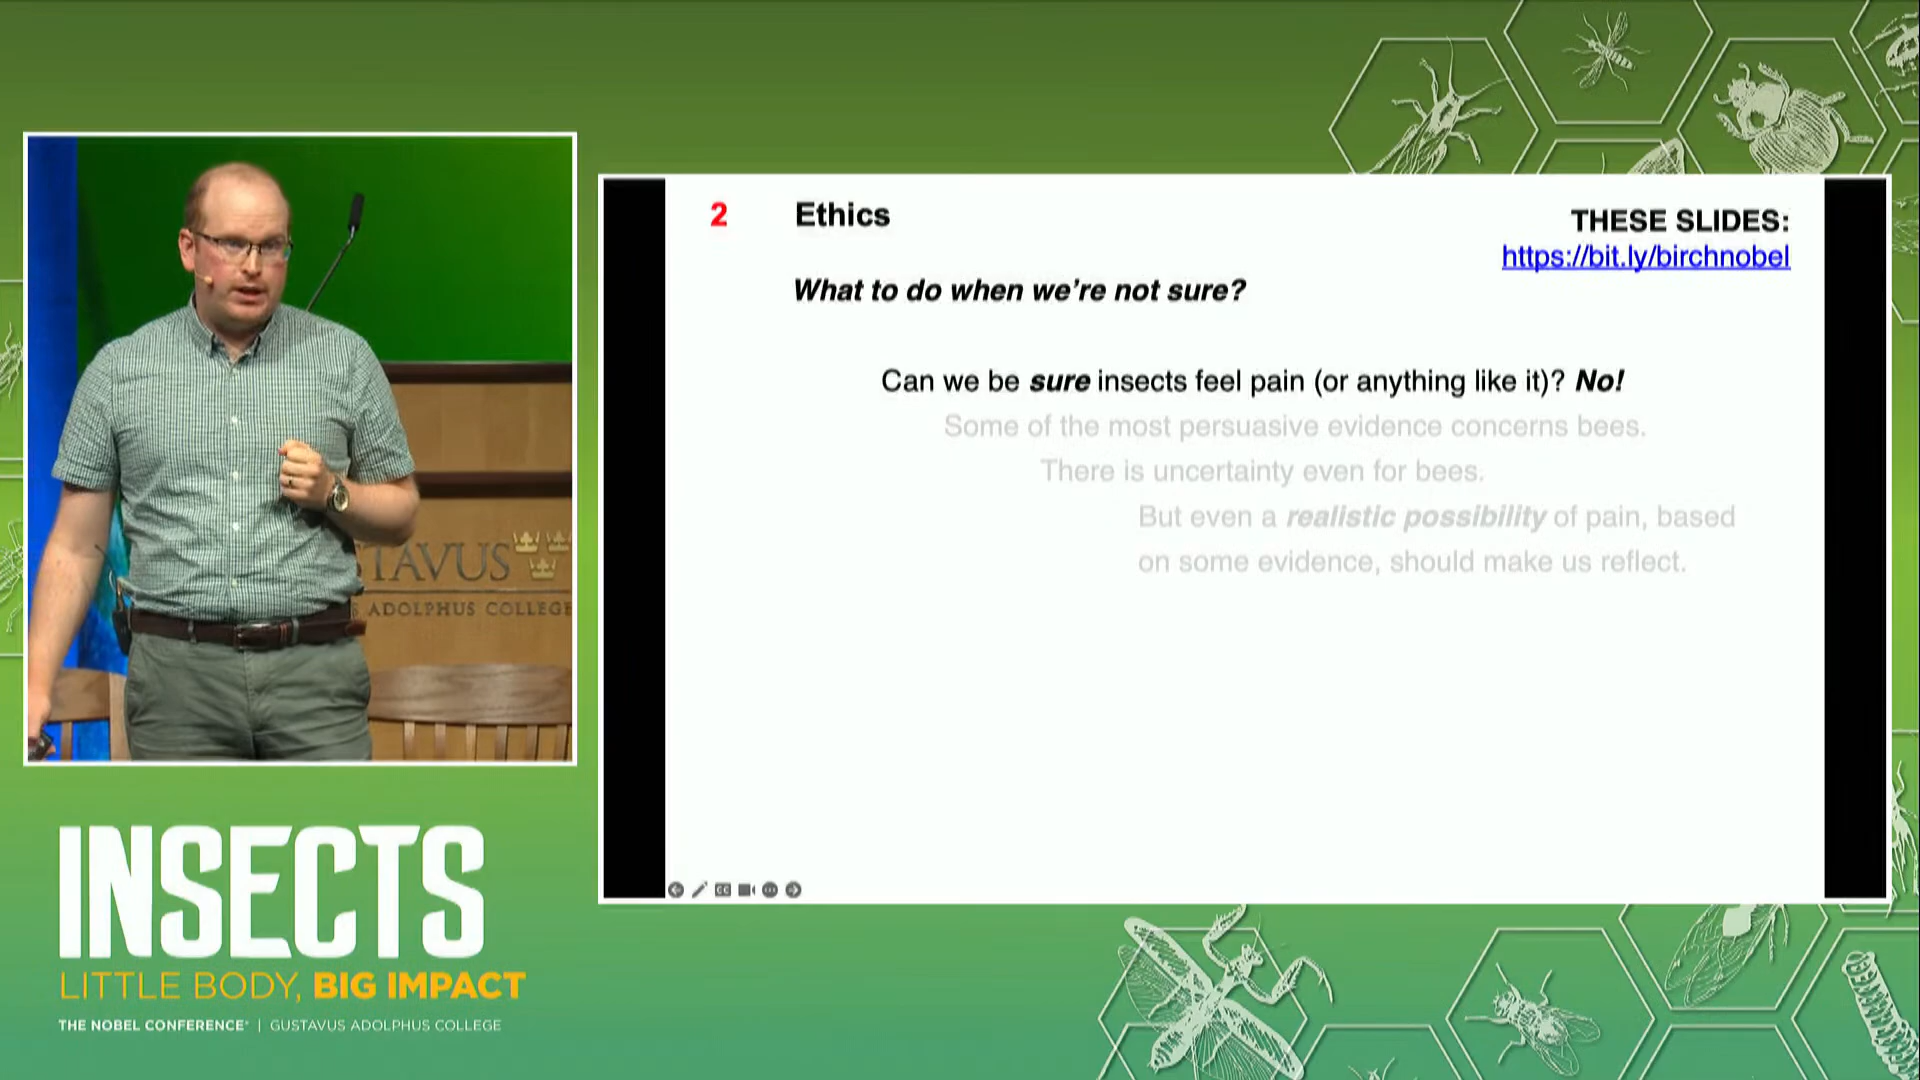 2 Ethics
THESE SLIDES:
https://bit.ly/birchnobel
What to do when we're not sure?
Can we be sure insects feel pain (or anything like it)? No!
Some of the most persuasive evidence concerns bees.
There is uncertainty even for bees.
But even a realistic possibility of pain, based
on some evidence, should make us reflect.
STAVUS
ADOLPHUS COLLEGE
INSECTS
LITTLE BODY, BIG IMPACT
THE NOBEL CONFERENCE® | GUSTAVUS ADOLPHUS COLLEGE